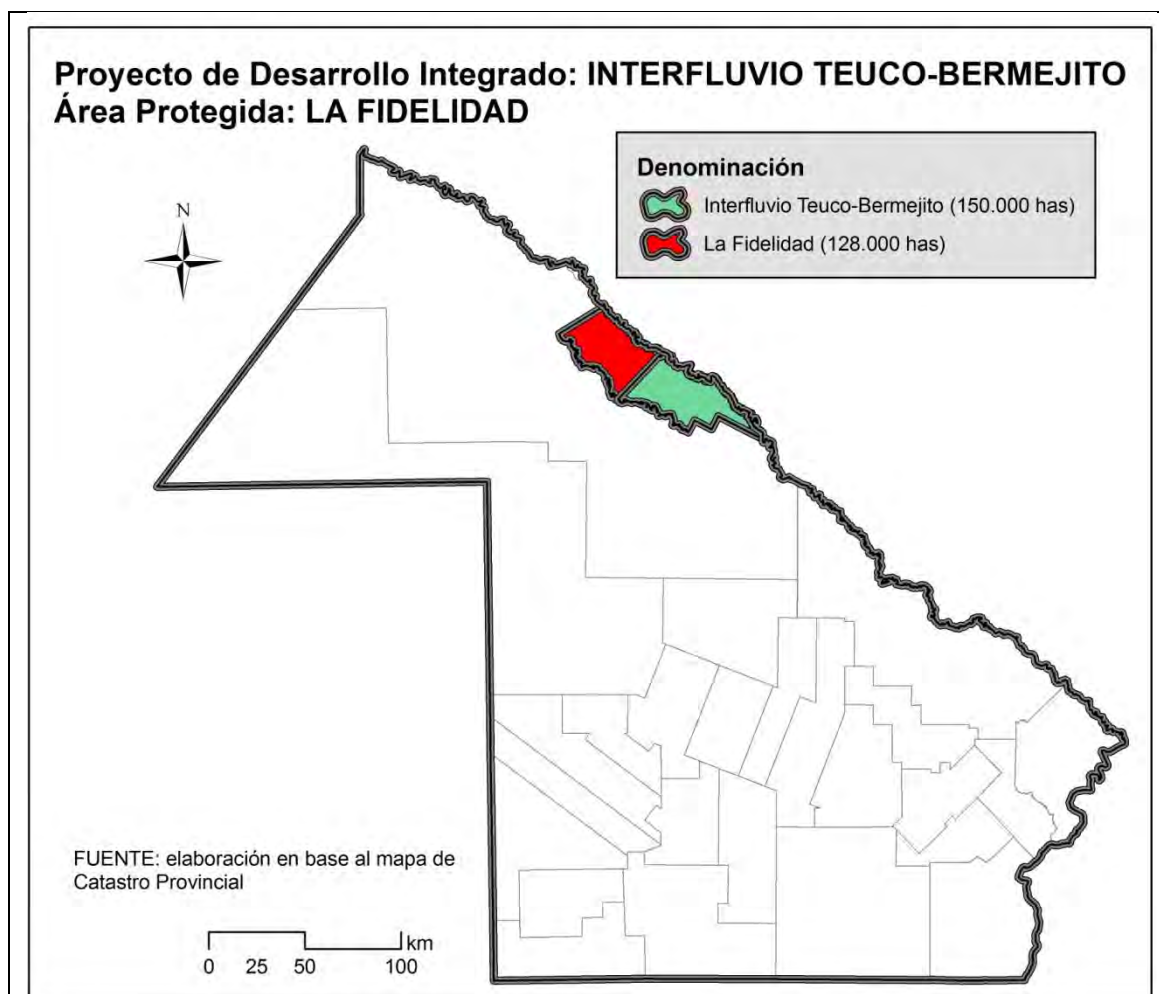 Proyecto de Desarrollo Integrado: INTERFLUVIO TEUCO-BERMEJITO
Área Protegida: LA FIDELIDAD
Denominación
Interfluvio Teuco-Bermejito (150.000 has)
La Fidelidad (128.000 has)
N
FUENTE: elaboración en base al mapa de
Catastro Provincial
km
0 25 50 100